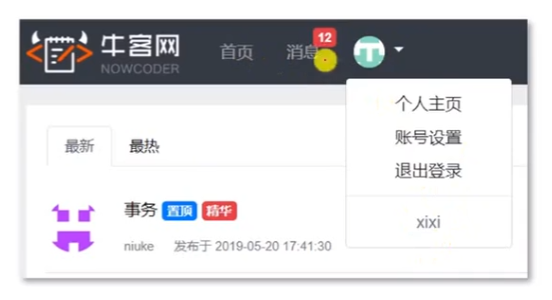 牛客网
NOWCODER
首页 消息 12
个人主页
账号设置
退出登录
xixi
最新 最热
事务 置顶 精华
niuke 发布于 2019-05-20 17:41:30